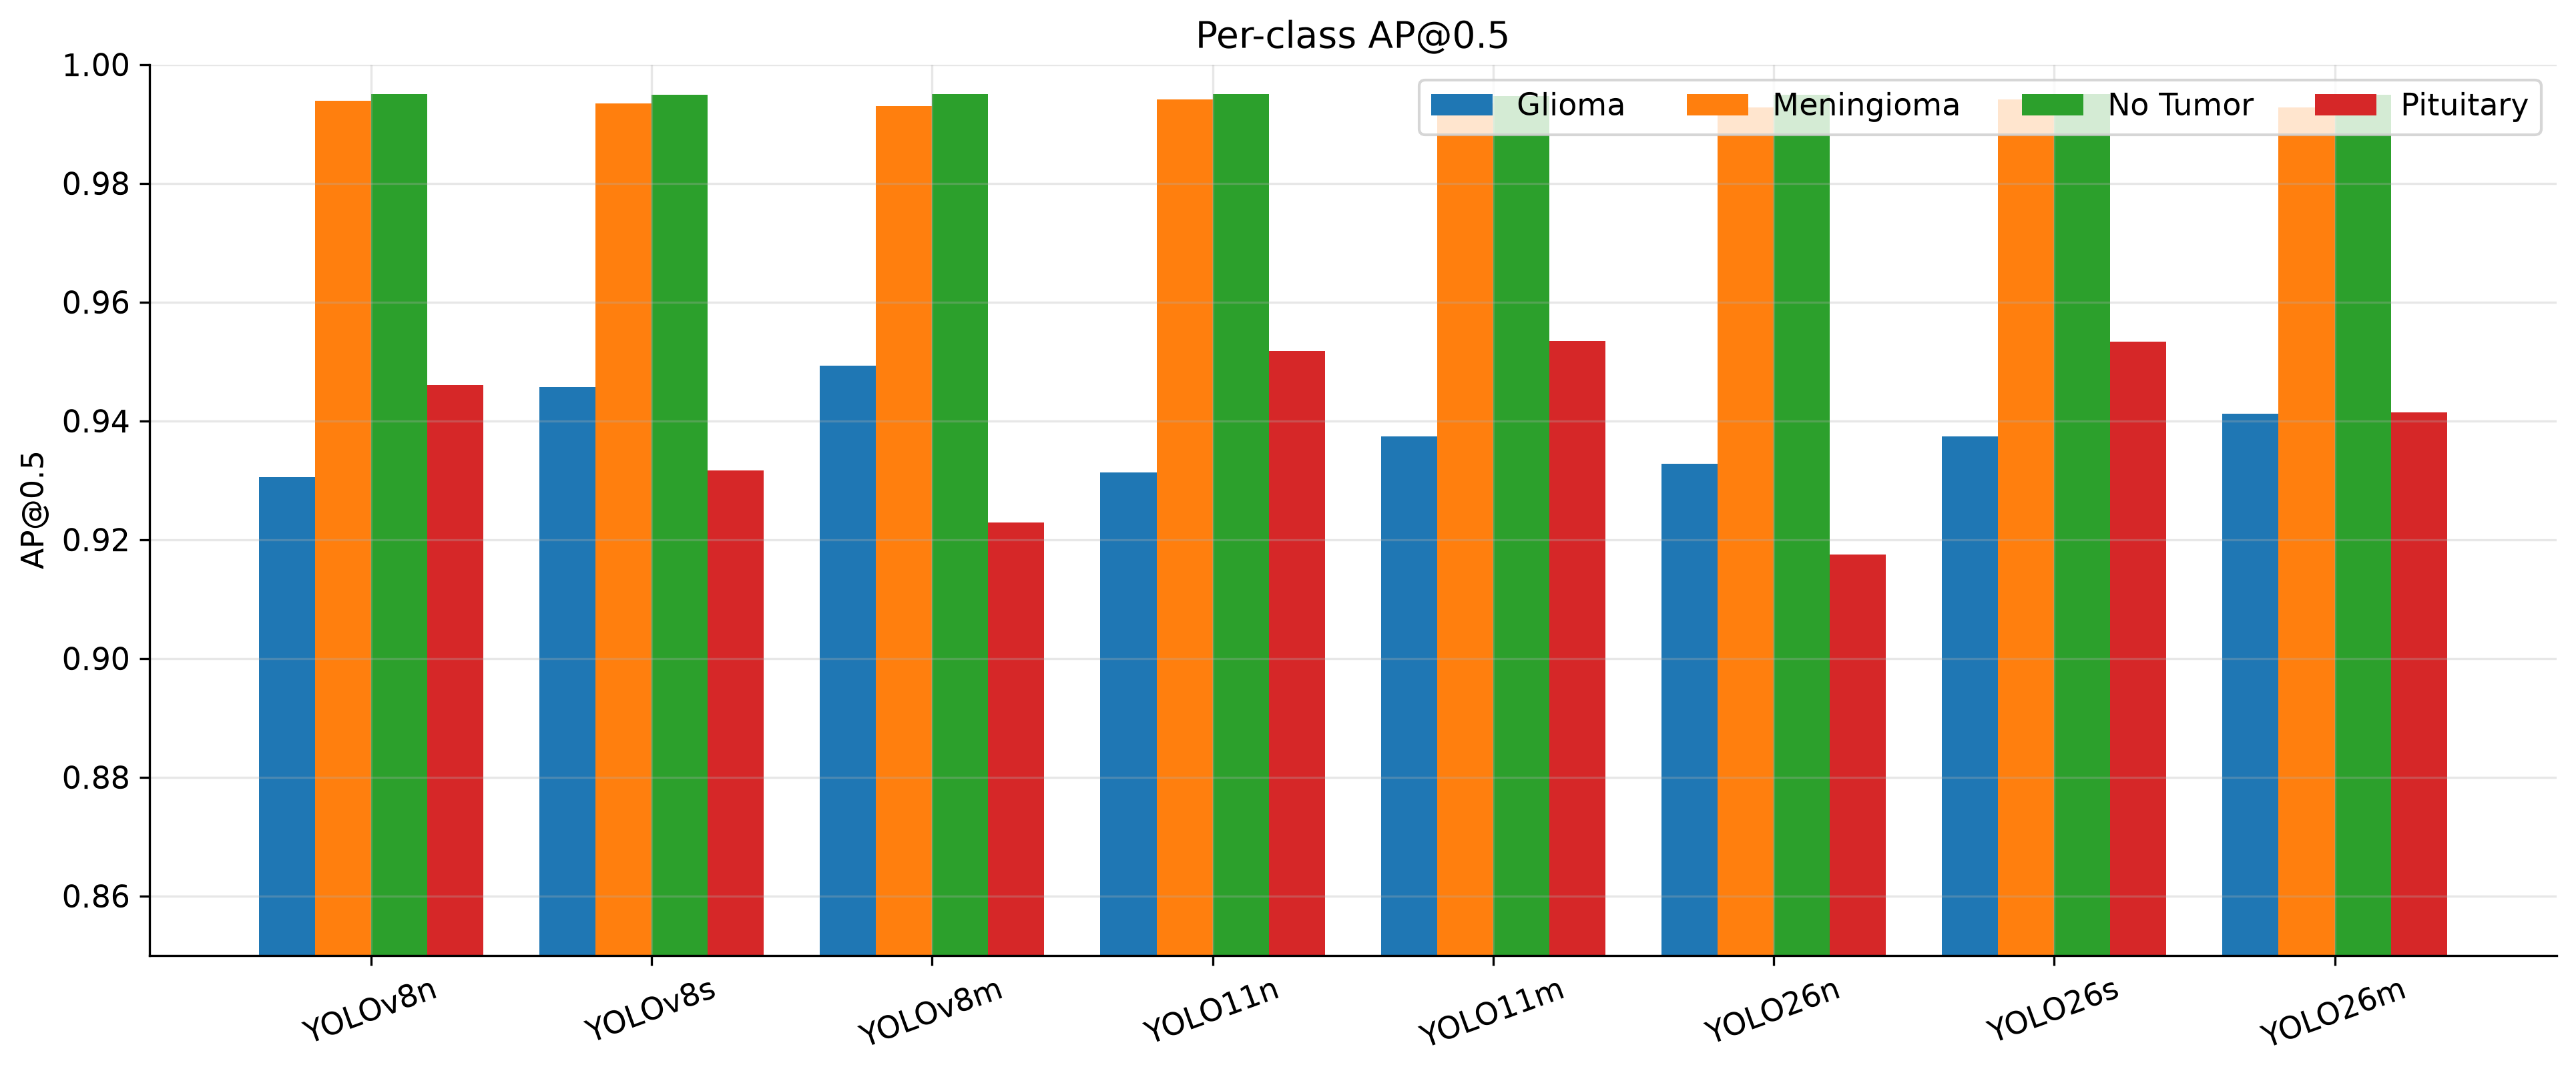 Per-class AP@0.5
1.00
0.98
0.96
0.94
0.92
0.90
0.88
0.86
AP@0.5
Glioma Meningioma No Tumor Pituitary
YOLOv8n YOLOv8s YOLOv8m YOLO11n YOLO11m YOLO26n YOLO26s YOLO26m